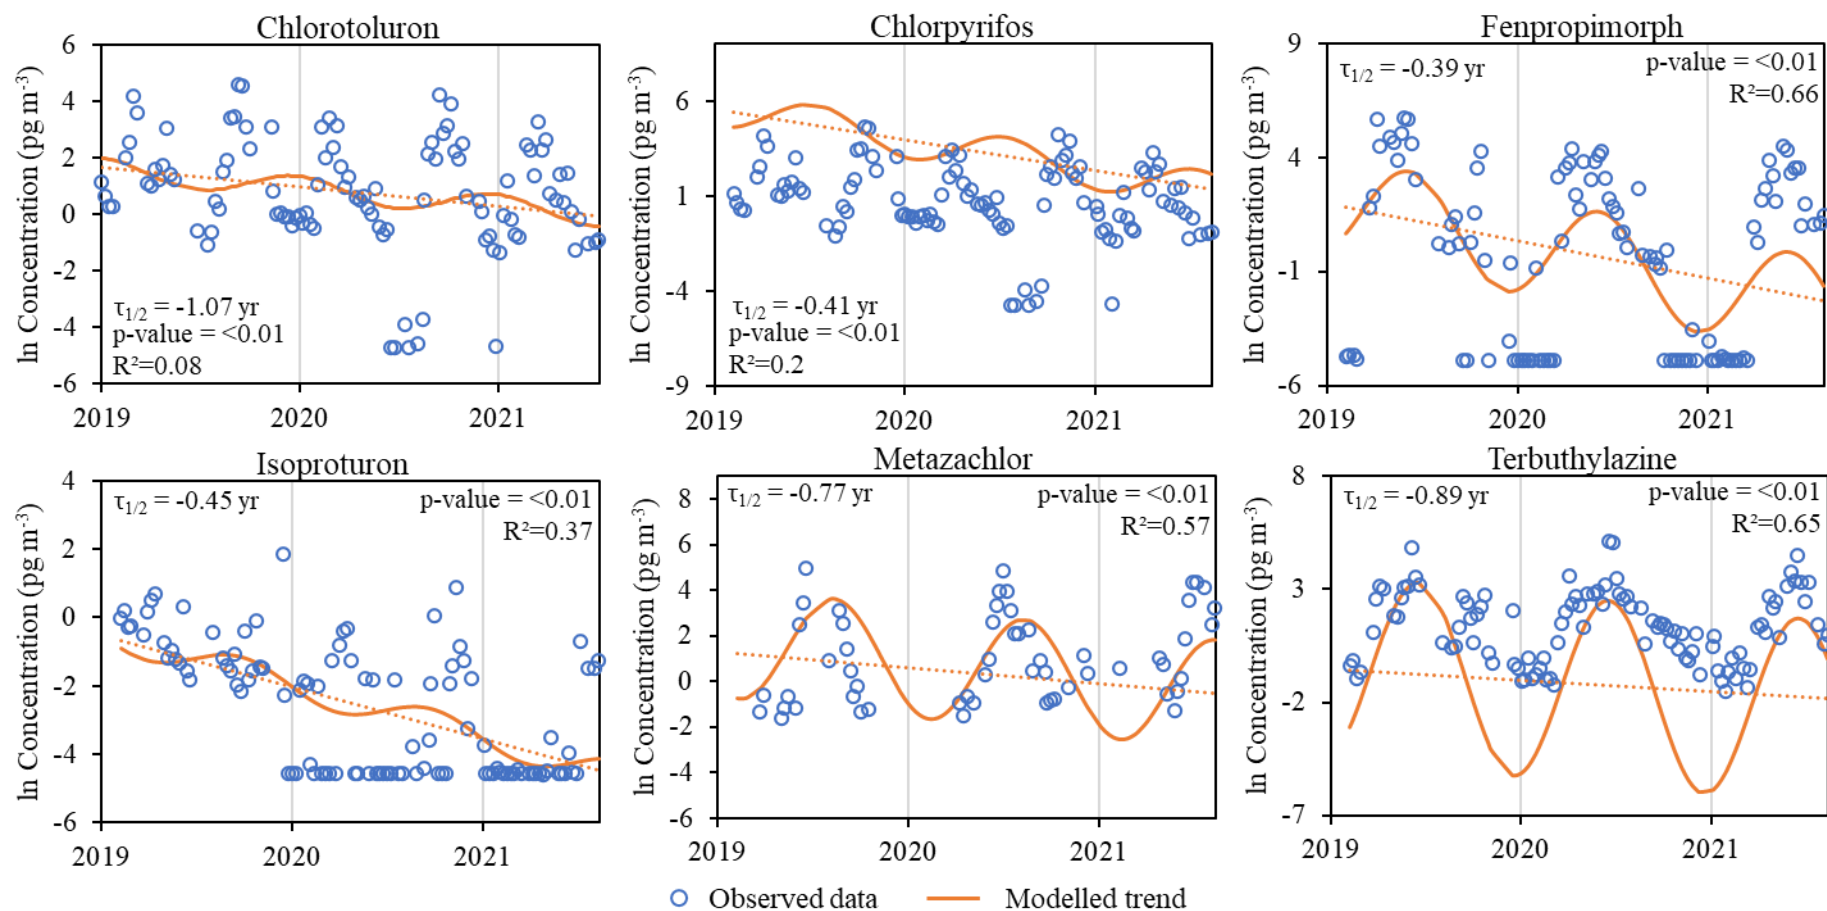 Chlorotoluron
ln Concentration (pg m-3)
6
4
2
0
-2
-4
-6
τ1/2 = -1.07 yr
p-value = <0.01
R²=0.08
2019
2020
2021
Chlorpyrifos
ln Concentration (pg m-3)
6
1
-4
-9
τ1/2 = -0.41 yr
p-value = <0.01
R²=0.2
2019
2020
2021
Fenpropimorph
ln Concentration (pg m-3)
9
4
-1
-6
τ1/2 = -0.39 yr
p-value = <0.01
R²=0.66
2019
2020
2021
Isoproturon
ln Concentration (pg m-3)
4
2
0
-2
-4
-6
τ1/2 = -0.45 yr
p-value = <0.01
R²=0.37
2019
2020
2021
Metazachlor
ln Concentration (pg m-3)
8
6
4
2
0
-2
-4
-6
τ1/2 = -0.77 yr
p-value = <0.01
R²=0.57
2019
2020
2021
Terbuthylazine
ln Concentration (pg m-3)
8
3
-2
-7
τ1/2 = -0.89 yr
p-value = <0.01
R²=0.65
2019
2020
2021
Observed data
Modelled trend